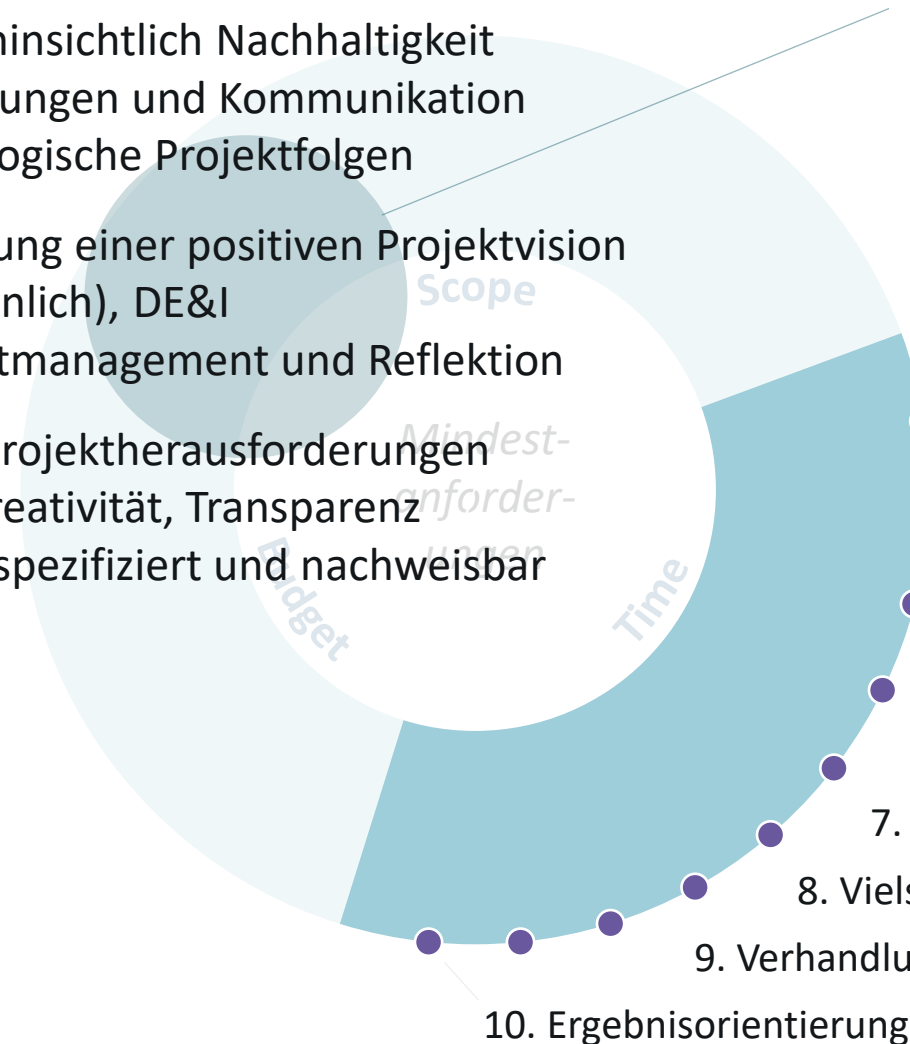 hinsichtlich Nachhaltigkeit
ungen und Kommunikation
ogische Projektfolgen
ung einer positiven Projektvision
nlich), DE&I
tmanagement und Reflektion
rojektherausforderungen
reativität, Transparenz
spezifiziert und nachweisbar
Scope
Mindest-
anforder-
ungen
Budget
Time
7.
8. Viels
9. Verhandlu
10. Ergebnisorientierung